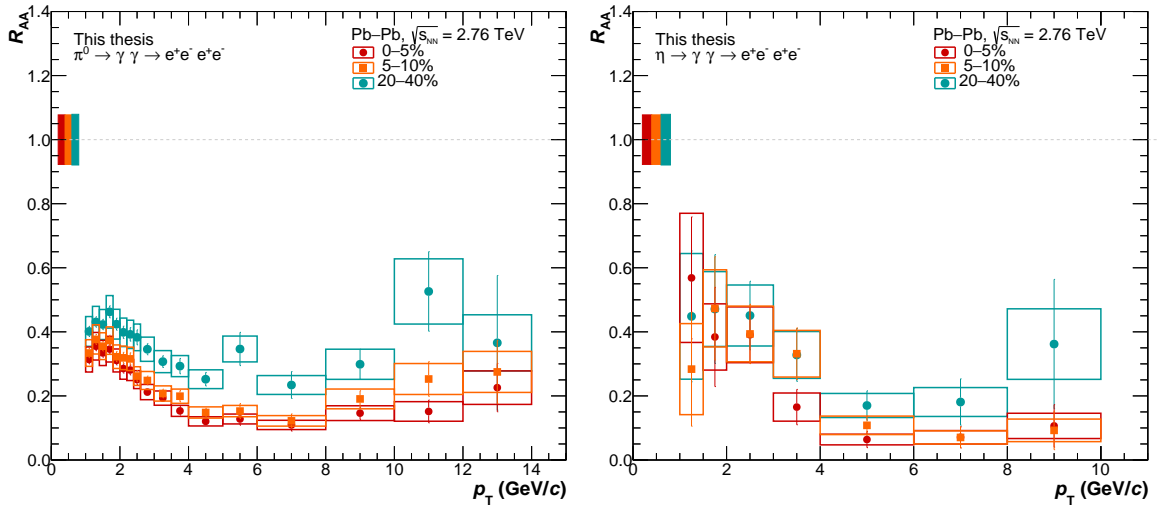 R_AA
1.4
1.2
1.0
0.8
0.6
0.4
0.2
0.0
This thesis
π⁰ → γ γ → e⁺e⁻ e⁺e⁻
Pb–Pb, √s_NN = 2.76 TeV
0–5%
5–10%
20–40%
0 2 4 6 8 10 12 14
p_T (GeV/c)
R_AA
1.4
1.2
1.0
0.8
0.6
0.4
0.2
0.0
This thesis
η → γ γ → e⁺e⁻ e⁺e⁻
Pb–Pb, √s_NN = 2.76 TeV
0–5%
5–10%
20–40%
0 2 4 6 8 10
p_T (GeV/c)